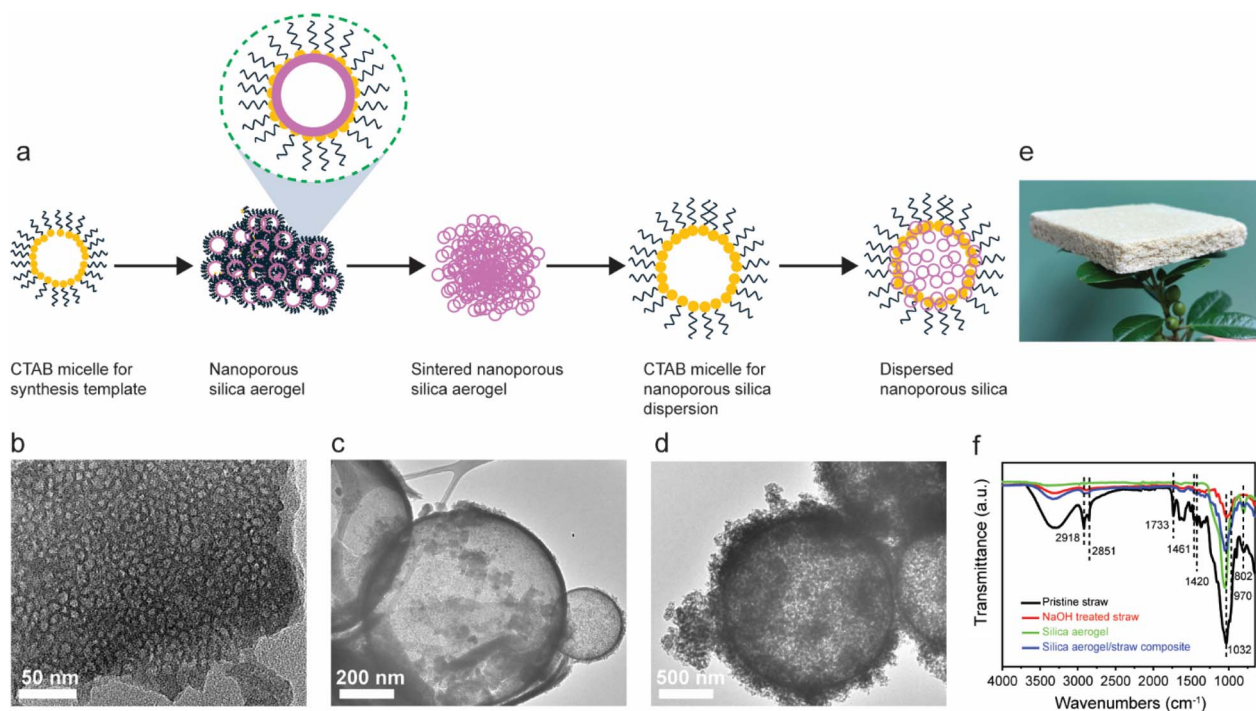 a
e
CTAB micelle for
synthesis template
Nanoporous
silica aerogel
Sintered nanoporous
silica aerogel
CTAB micelle for
nanoporous silica
dispersion
Dispersed
nanoporous silica
b
c
d
f
50 nm
200 nm
500 nm
Transmittance (a.u.)
2918
2851
1733
1461
1420
802
970
1032
Pristine straw
NaOH treated straw
Silica aerogel
Silica aerogel/straw composite
4000 3500 3000 2500 2000 1500 1000
Wavenumbers (cm⁻¹)